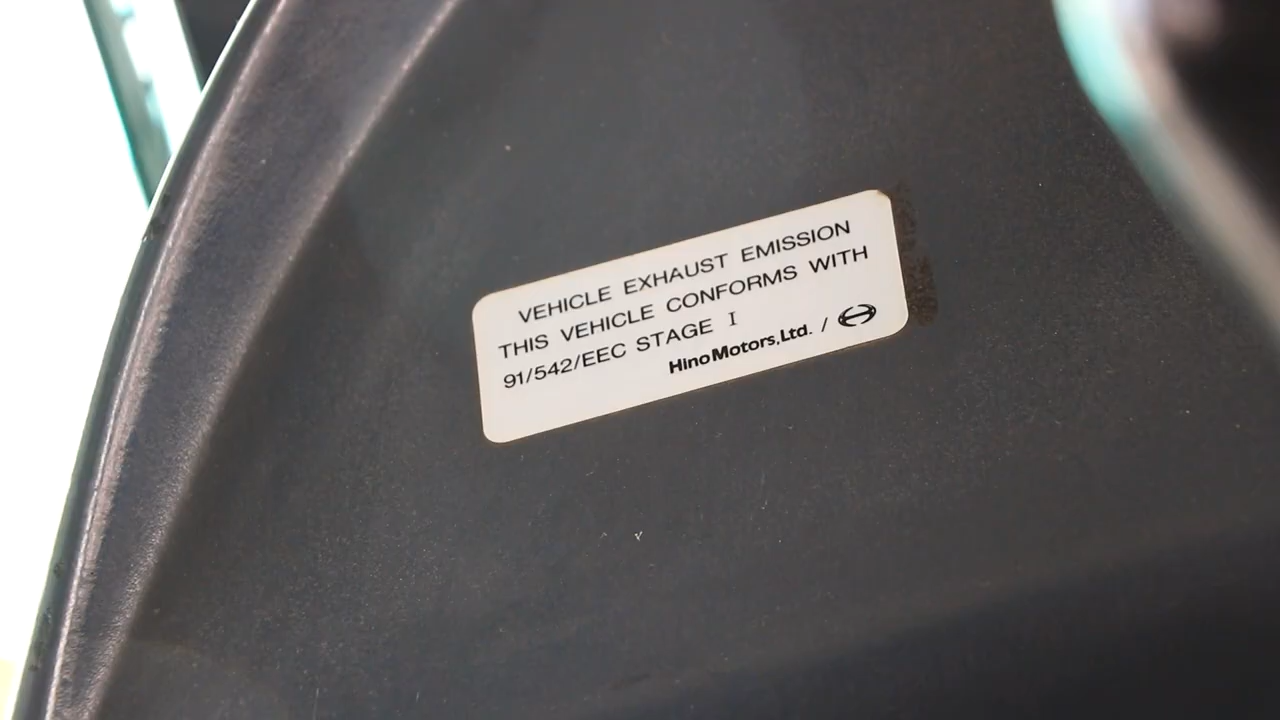 VEHICLE EXHAUST EMISSION
THIS VEHICLE CONFORMS WITH
91/542/EEC STAGE I
Hino Motors, Ltd. /